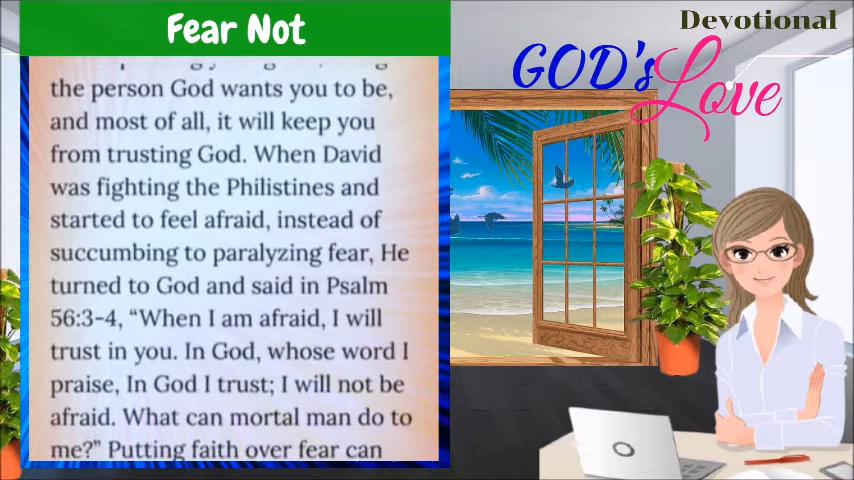 Fear Not
Devotional
GOD's
Love
the person God wants you to be,
and most of all, it will keep you
from trusting God. When David
was fighting the Philistines and
started to feel afraid, instead of
succumbing to paralyzing fear, He
turned to God and said in Psalm
56:3-4, “When I am afraid, I will
trust in you. In God, whose word I
praise, In God I trust; I will not be
afraid. What can mortal man do to
me?” Putting faith over fear can